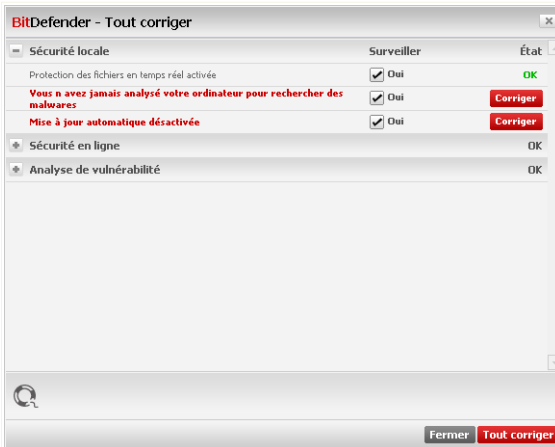 BitDefender - Tout corriger
Sécurité locale Surveiller État
Protection des fichiers en temps réel activée Oui OK
Vous n avez jamais analysé votre ordinateur pour rechercher des
malwares Oui Corriger
Mise à jour automatique désactivée Oui Corriger
Sécurité en ligne OK
Analyse de vulnérabilité OK
Fermer Tout corriger